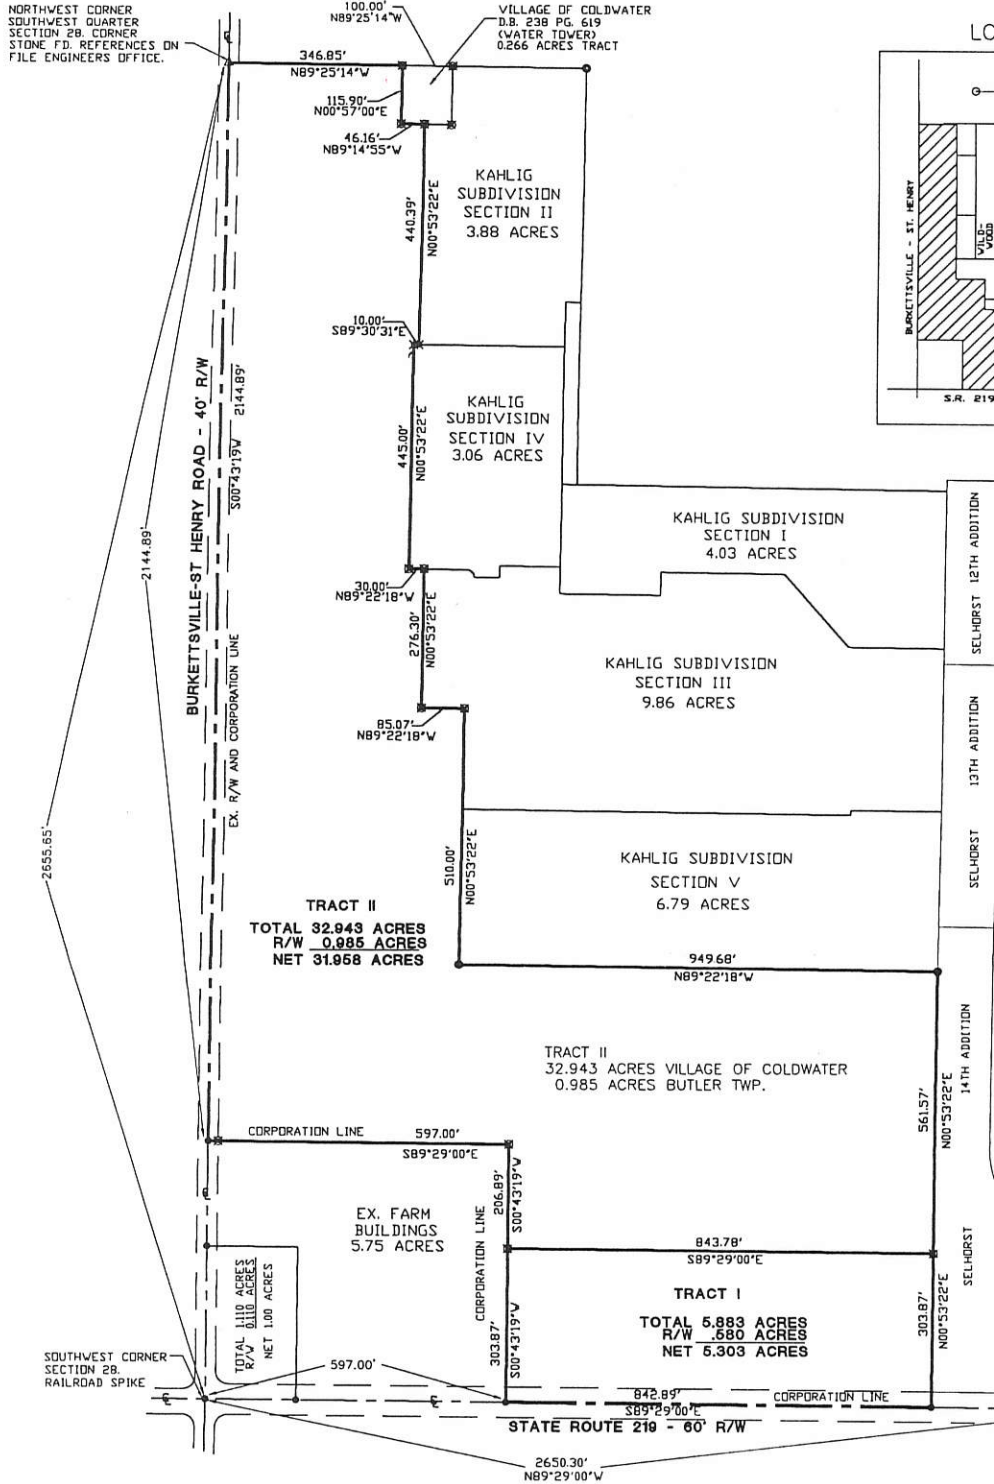 NORTHWEST CORNER
SOUTHWEST QUARTER
SECTION 28. CORNER
STONE FD. REFERENCES ON
FILE ENGINEERS OFFICE.
100.00'
N89°25'14"W
VILLAGE OF COLDWATER
D.B. 238 PG. 619
(WATER TOWER)
0.266 ACRES TRACT
346.85'
N89°25'14"W
115.90'
N00°57'00"E
46.16'
N89°14'55"W
KAHLIG
SUBDIVISION
SECTION II
3.88 ACRES
440.39'
N00°53'22"E
10.00'
S89°30'31"E
KAHLIG
SUBDIVISION
SECTION IV
3.06 ACRES
445.00'
N00°53'22"E
LO
BURKETTSVILLE - ST. HENRY
WILD-
WOOD
S.R. 219
BURKETTSVILLE-ST HENRY ROAD - 40' R/W
S00°43'19"W
2144.89'
EX. R/W AND CORPORATION LINE
2144.89'
2655.65'
KAHLIG SUBDIVISION
SECTION I
4.03 ACRES
SELHORST 12TH ADDITION
30.00'
N89°22'18"W
276.30'
N00°53'22"E
KAHLIG SUBDIVISION
SECTION III
9.86 ACRES
85.07'
N89°22'18"W
SELHORST 13TH ADDITION
510.00'
N00°53'22"E
KAHLIG SUBDIVISION
SECTION V
6.79 ACRES
TRACT II
TOTAL 32.943 ACRES
R/W 0.985 ACRES
NET 31.958 ACRES
949.68'
N89°22'18"W
TRACT II
32.943 ACRES VILLAGE OF COLDWATER
0.985 ACRES BUTLER TWP.
561.57'
N00°53'22"E
SELHORST 14TH ADDITION
CORPORATION LINE 597.00'
S89°29'00"E
206.89'
S00°43'19"W
EX. FARM
BUILDINGS
5.75 ACRES
CORPORATION LINE
843.78'
S89°29'00"E
TRACT I
TOTAL 5.883 ACRES
R/W .580 ACRES
NET 5.303 ACRES
303.87'
S00°43'19"W
303.87'
N00°53'22"E
TOTAL 1.110 ACRES
R/W 0.110 ACRES
NET 1.00 ACRES
SOUTHWEST CORNER
SECTION 28.
RAILROAD SPIKE
597.00'
842.89'
S89°29'00"E
CORPORATION LINE
STATE ROUTE 219 - 60' R/W
2650.30'
N89°29'00"W